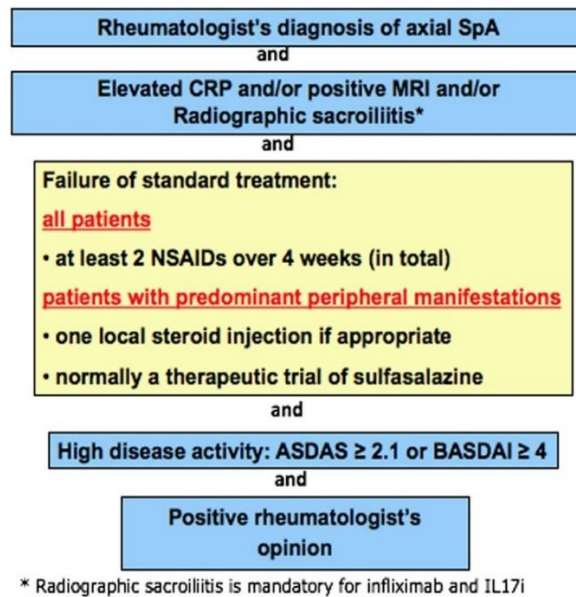 Rheumatologist's diagnosis of axial SpA
and
Elevated CRP and/or positive MRI and/or
Radiographic sacroiliitis*
and
Failure of standard treatment:
all patients
• at least 2 NSAIDs over 4 weeks (in total)
patients with predominant peripheral manifestations
• one local steroid injection if appropriate
• normally a therapeutic trial of sulfasalazine
and
High disease activity: ASDAS ≥ 2.1 or BASDAI ≥ 4
and
Positive rheumatologist's
opinion
* Radiographic sacroiliitis is mandatory for infliximab and IL17i